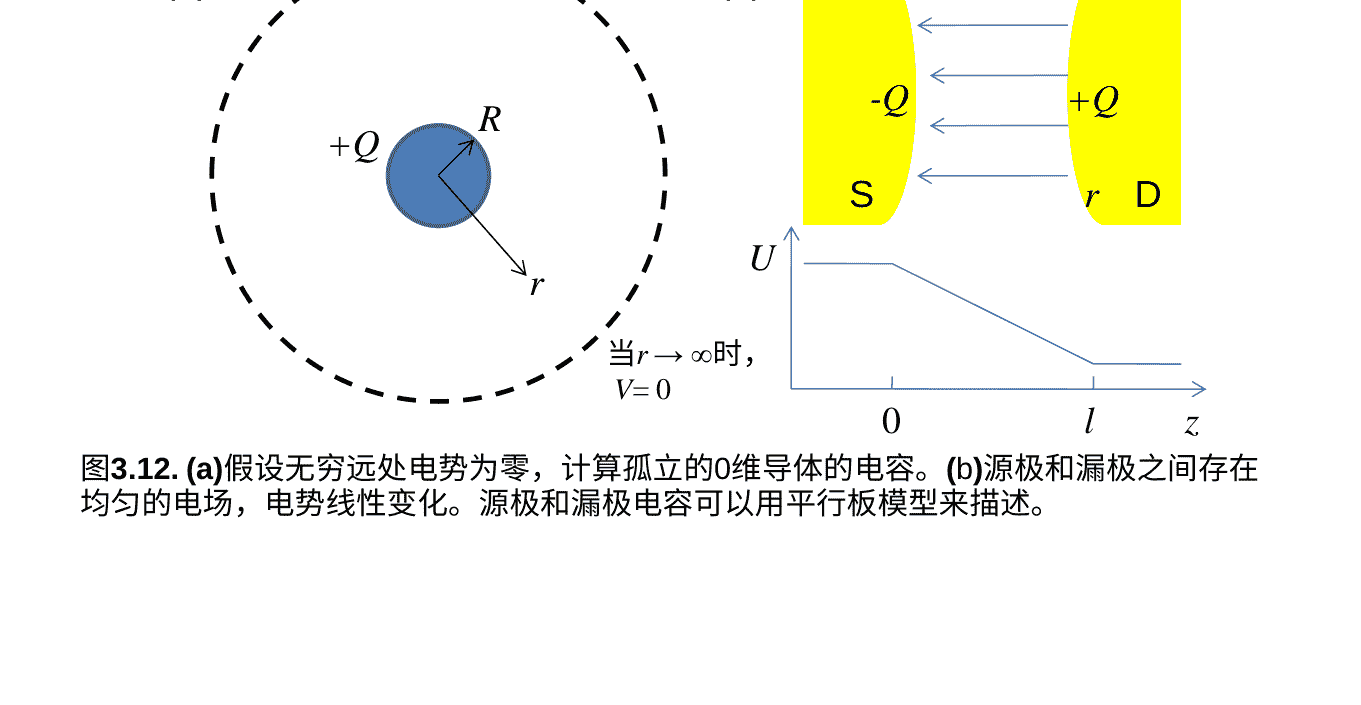 R
+Q
-Q
+Q
S
r
D
r
U
当r → ∞时，
V= 0
0
l
z
图3.12. (a)假设无穷远处电势为零，计算孤立的0维导体的电容。(b)源极和漏极之间存在
均匀的电场，电势线性变化。源极和漏极电容可以用平行板模型来描述。